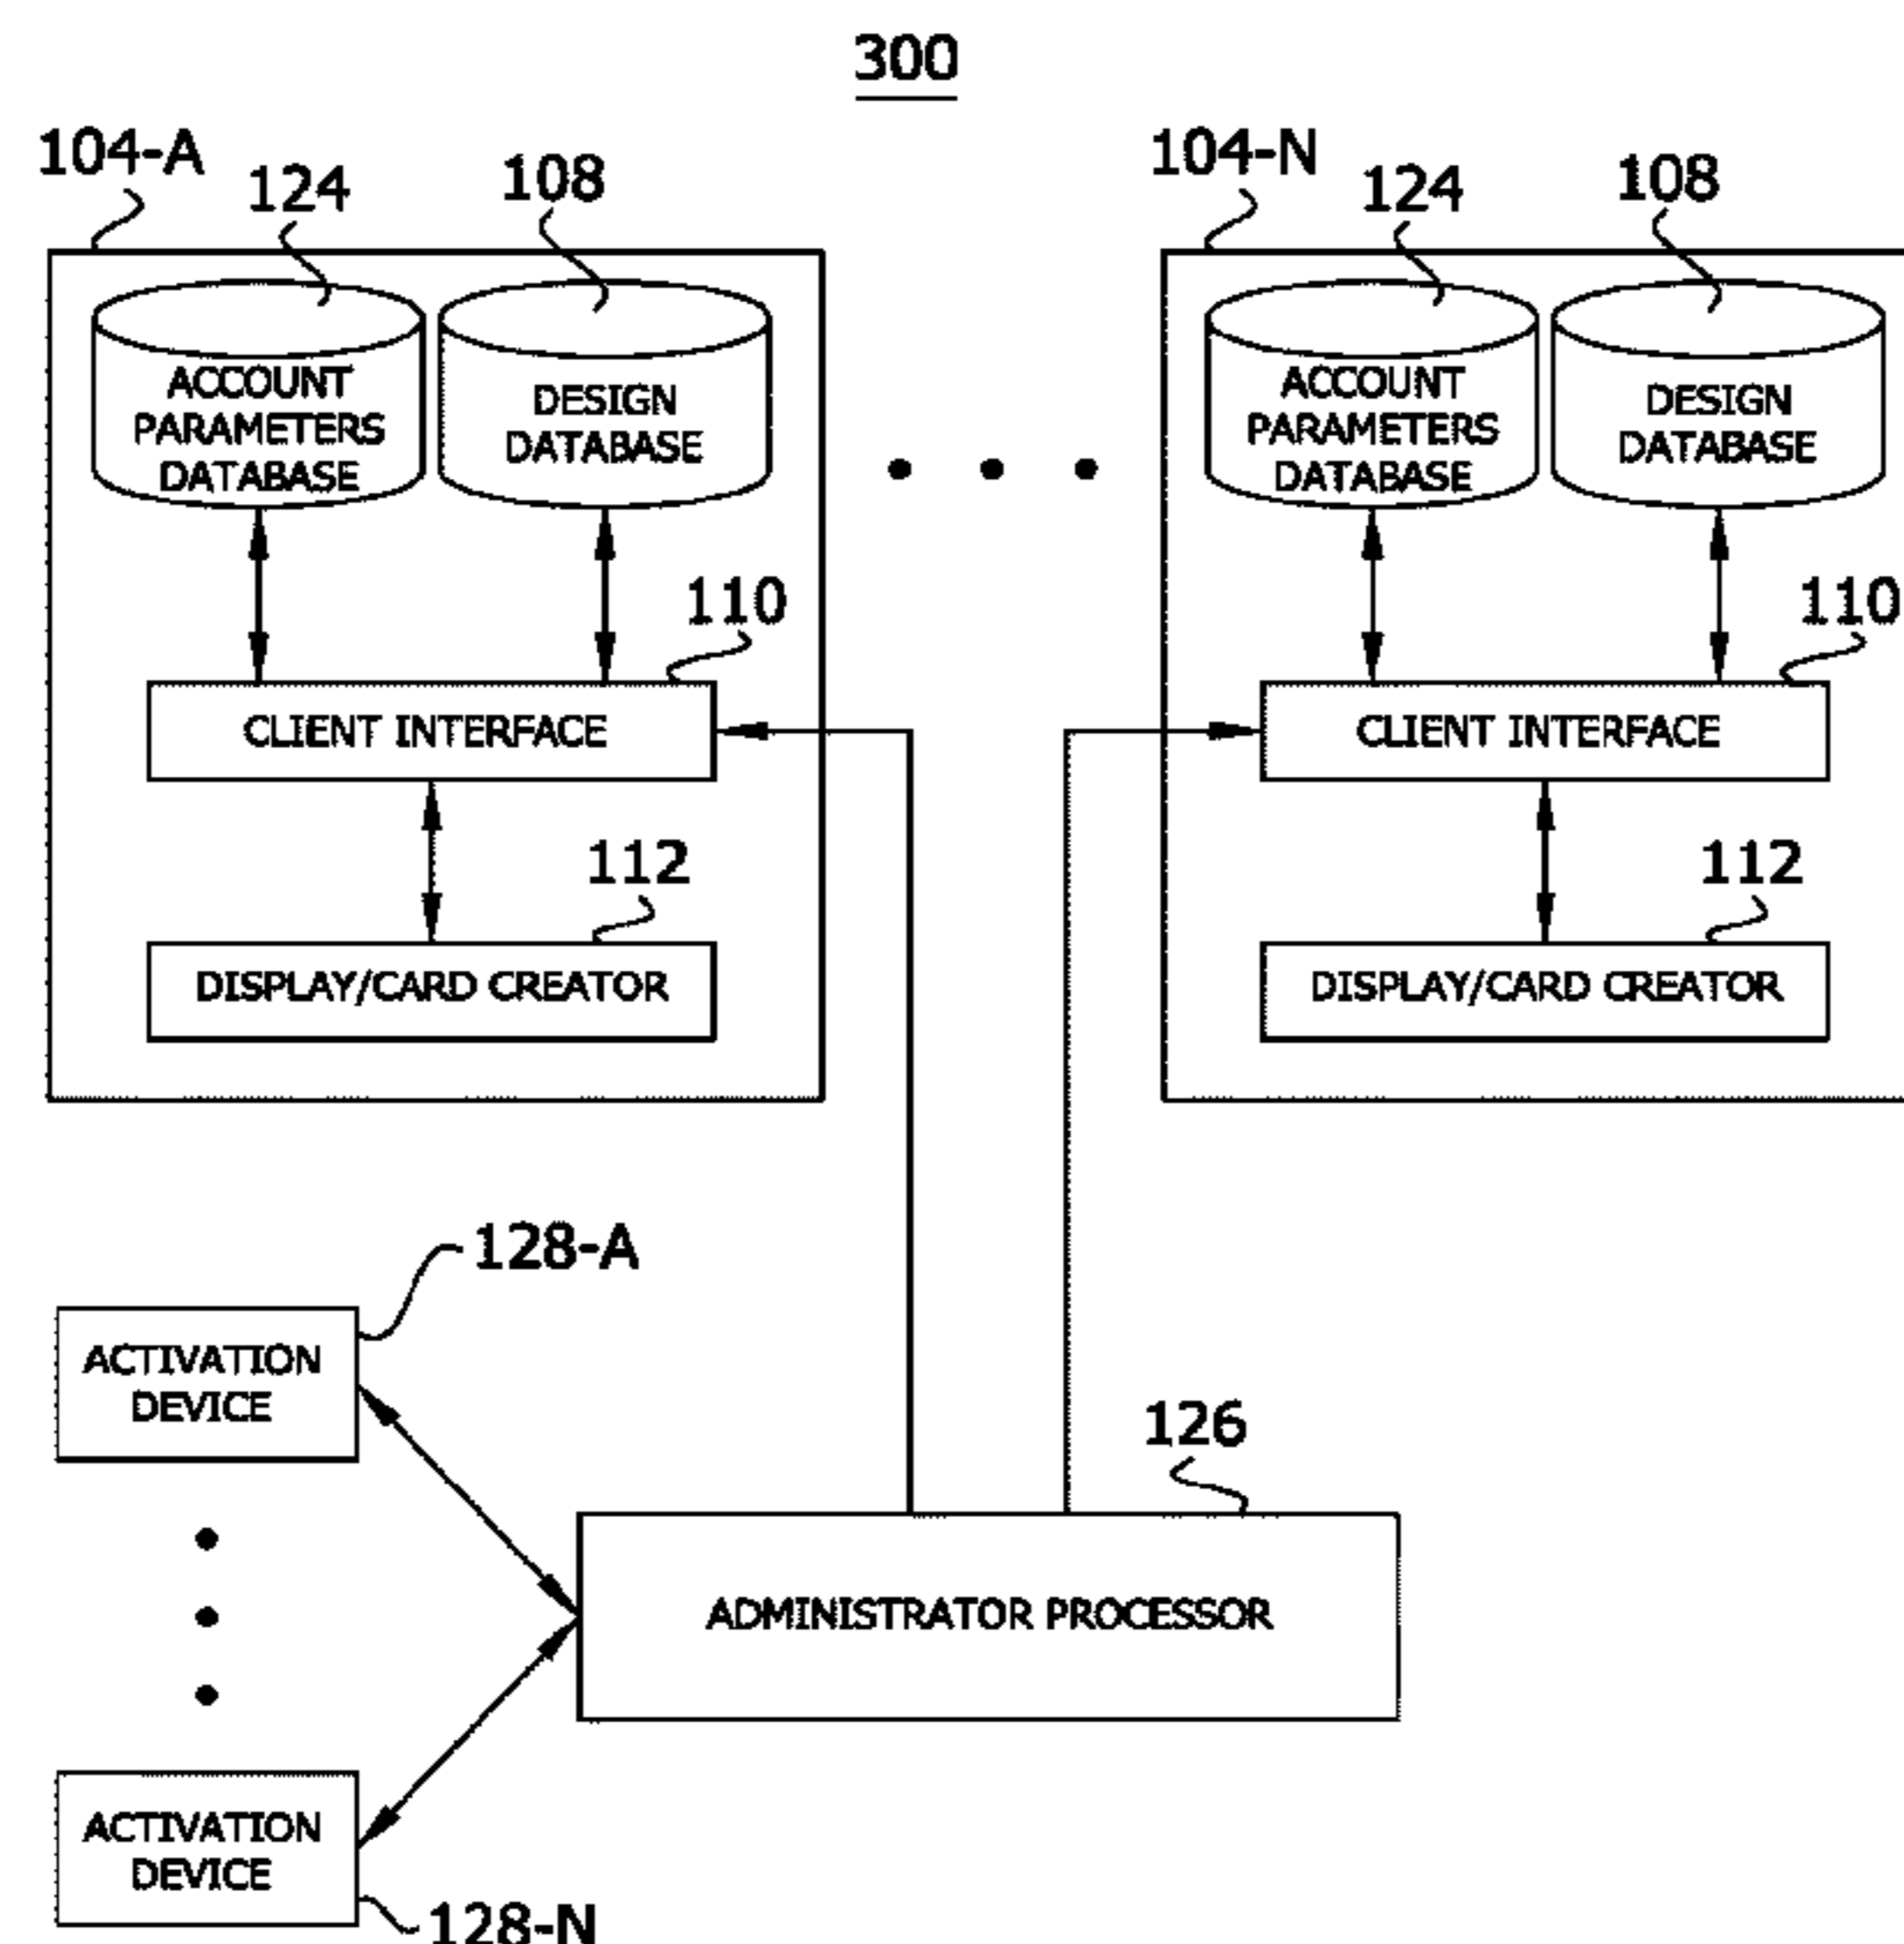 300
104-A
124
108
ACCOUNT
PARAMETERS
DATABASE
DESIGN
DATABASE
110
CLIENT INTERFACE
112
DISPLAY/CARD CREATOR
104-N
124
108
ACCOUNT
PARAMETERS
DATABASE
DESIGN
DATABASE
110
CLIENT INTERFACE
112
DISPLAY/CARD CREATOR
128-A
ACTIVATION
DEVICE
126
ADMINISTRATOR PROCESSOR
ACTIVATION
DEVICE
128-N